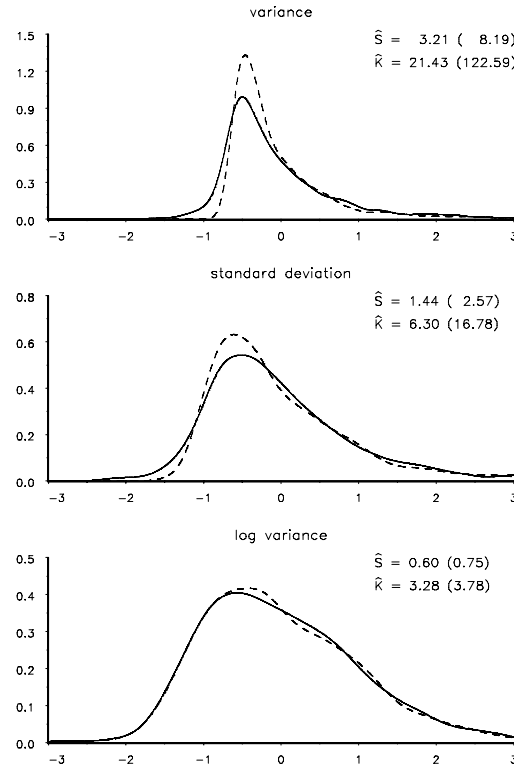 variance
Ŝ = 3.21 ( 8.19)
K̂ = 21.43 (122.59)
1.5
1.2
0.9
0.6
0.3
0.0
−3 −2 −1 0 1 2 3
standard deviation
Ŝ = 1.44 ( 2.57)
K̂ = 6.30 (16.78)
0.8
0.6
0.4
0.2
0.0
−3 −2 −1 0 1 2 3
log variance
Ŝ = 0.60 (0.75)
K̂ = 3.28 (3.78)
0.5
0.4
0.3
0.2
0.1
0.0
−3 −2 −1 0 1 2 3